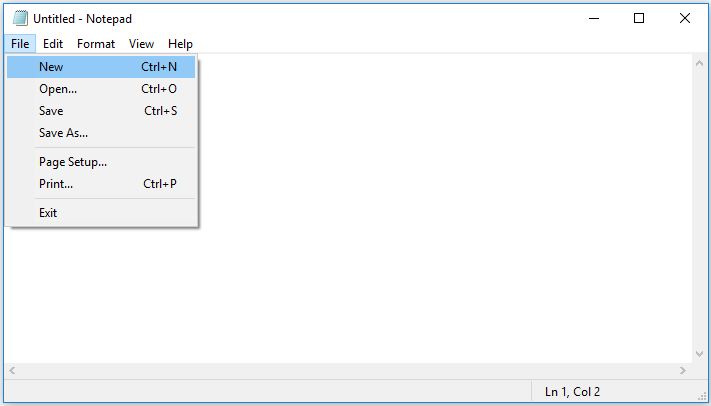 Untitled - Notepad
File Edit Format View Help
New Ctrl+N
Open... Ctrl+O
Save Ctrl+S
Save As...
Page Setup...
Print... Ctrl+P
Exit
Ln 1, Col 2